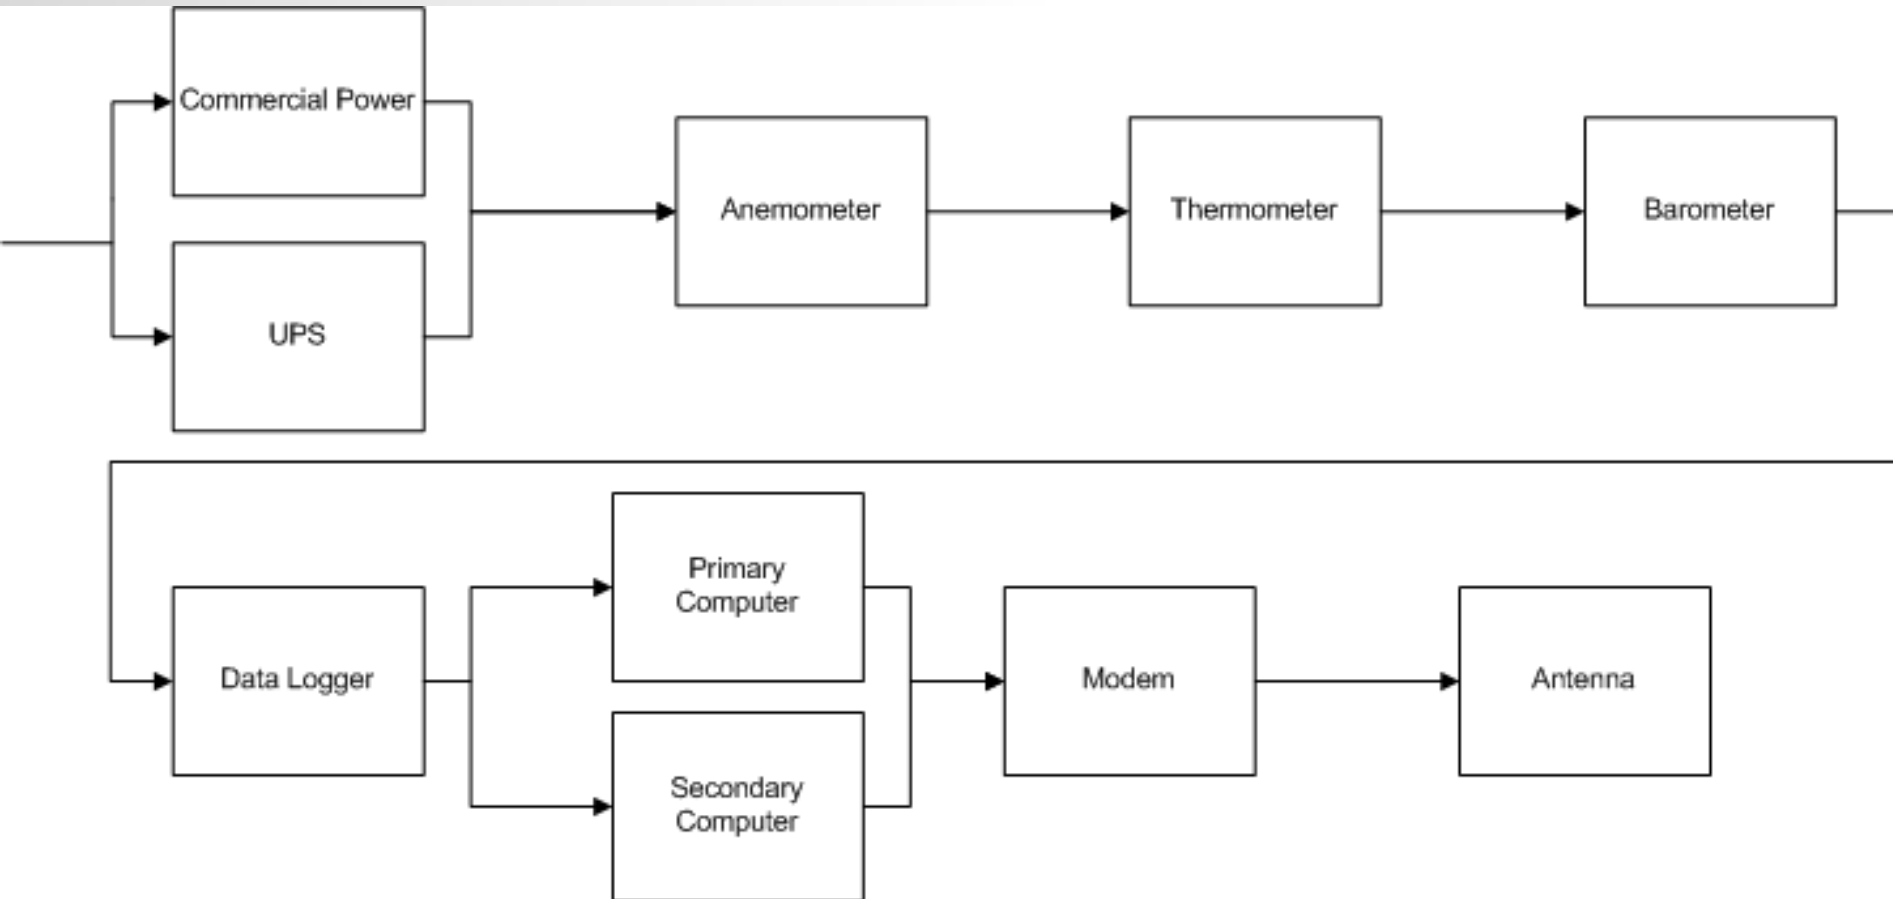 Commercial Power
Anemometer
Thermometer
Barometer
UPS
Data Logger
Primary
Computer
Secondary
Computer
Modem
Antenna